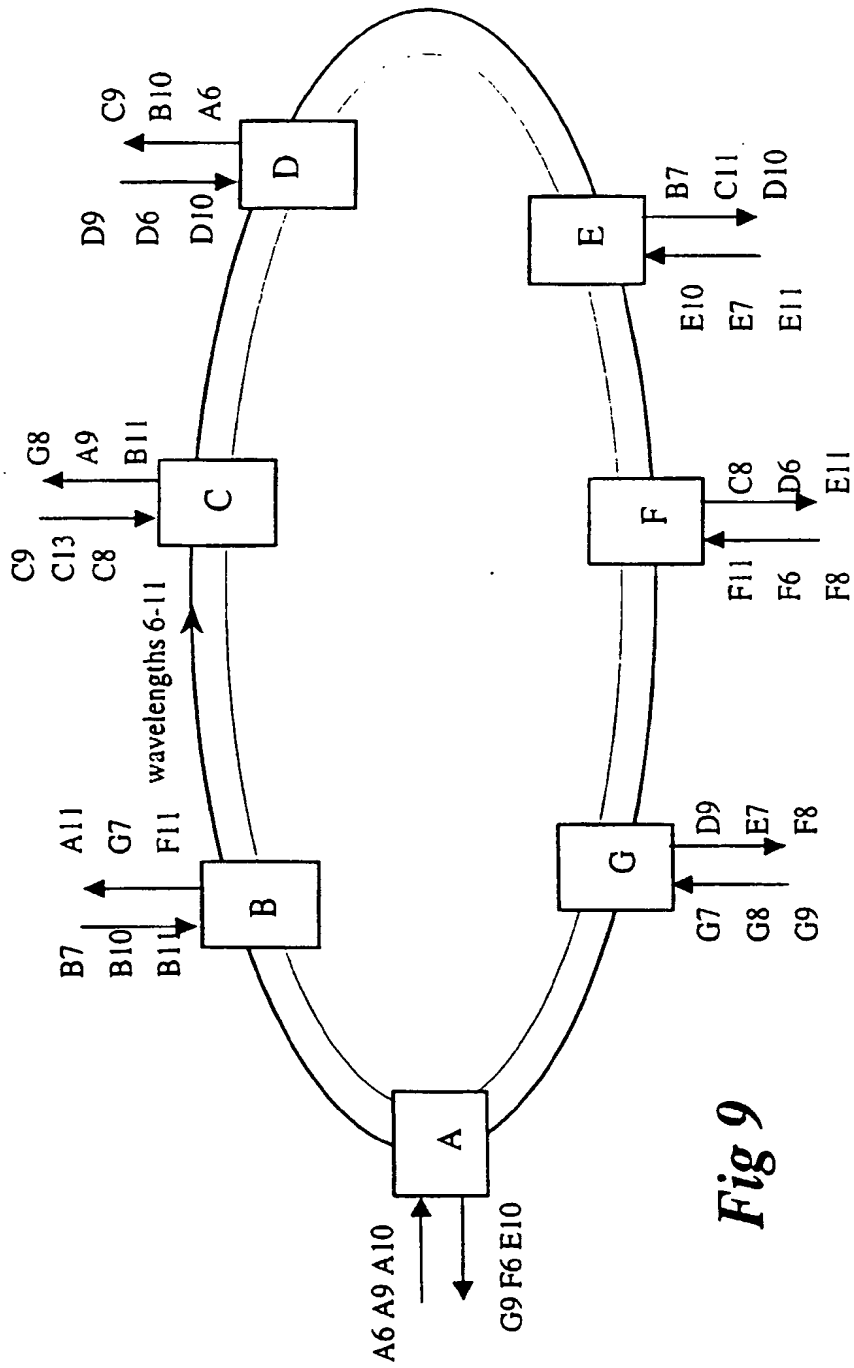 A6 A9 A10
G9 F6 E10
A
B7
B10
B11
A11
G7
F11
B
wavelengths 6-11
C9
C13
C8
G8
A9
B11
C
D9
D6
D10
C9
B10
A6
D
E
E10
E7
E11
B7
C11
D10
F
F11
F6
F8
C8
D6
E11
G
G7
G8
G9
D9
E7
F8
Fig 9